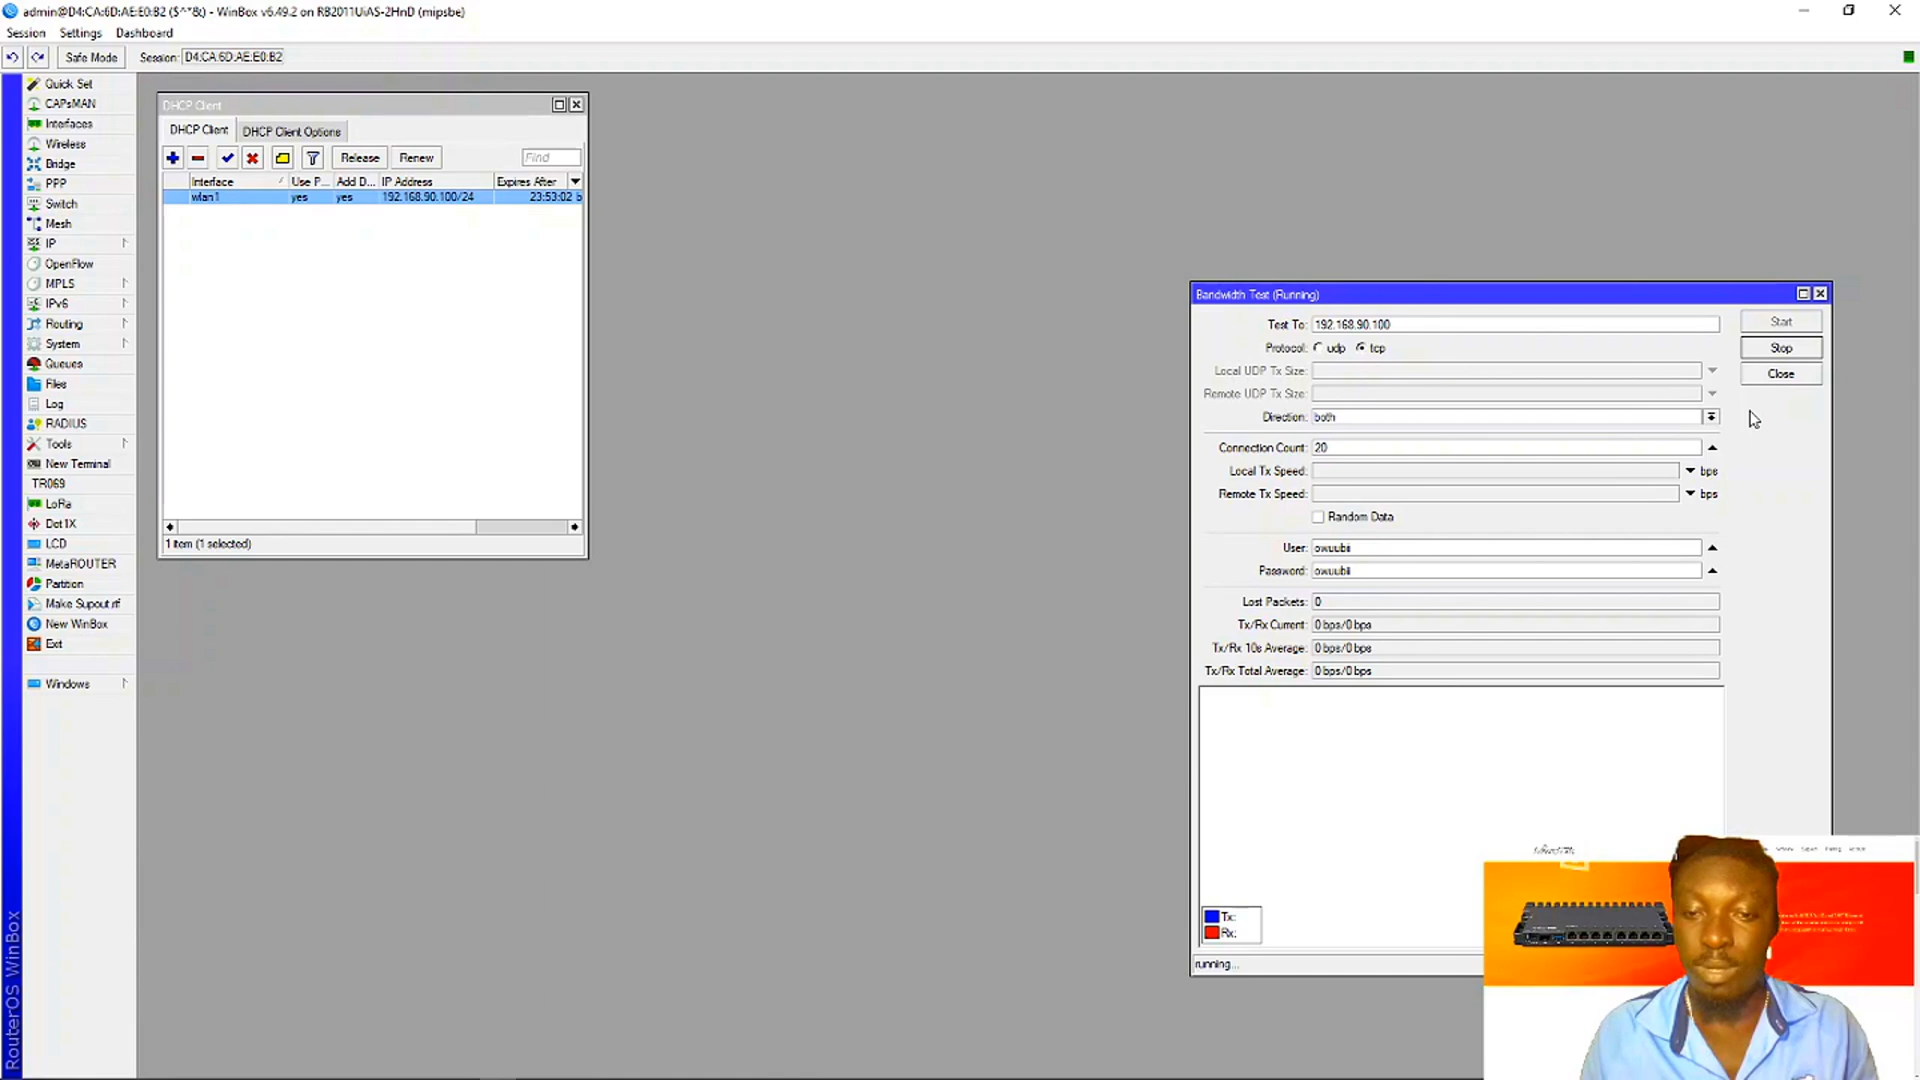 admin@D4:CA:6D:AE:E0:B2 ($^*&t) - WinBox v6.49.2 on RB2011UiAS-2HnD (mipsbe)
Session Settings Dashboard
Safe Mode Session: D4:CA:6D:AE:E0:B2
Quick Set
CAPsMAN
Interfaces
Wireless
Bridge
PPP
Switch
Mesh
IP
OpenFlow
MPLS
IPv6
Routing
System
Queues
Files
Log
RADIUS
Tools
New Terminal
TR069
LoRa
Dot1X
LCD
MetaROUTER
Partition
Make Supout.rif
New WinBox
Exit
Windows
RouterOS WinBox
DHCP Client
DHCP Client DHCP Client Options
Release Renew Find
Interface Use P... Add D... IP Address Expires After
wlan1 yes yes 192.168.90.100/24 23:53:02 b
1 item (1 selected)
Bandwidth Test (Running)
Test To: 192.168.90.100 Start
Protocol: udp tcp Stop
Local UDP Tx Size: Close
Remote UDP Tx Size:
Direction: both
Connection Count: 20
Local Tx Speed: bps
Remote Tx Speed: bps
Random Data
User: owuubii
Password: owuubii
Lost Packets: 0
Tx/Rx Current: 0 bps/0 bps
Tx/Rx 10s Average: 0 bps/0 bps
Tx/Rx Total Average: 0 bps/0 bps
Tx:
Rx:
running...